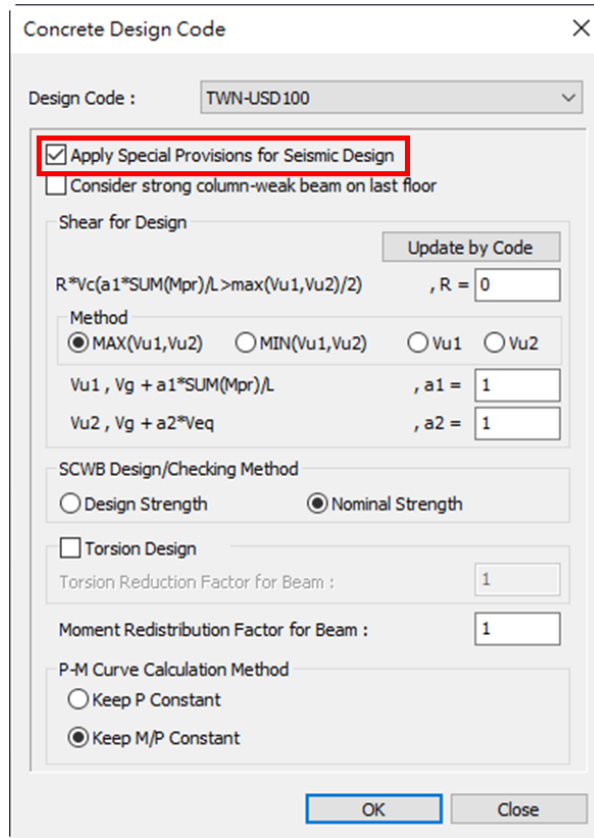 Concrete Design Code
Design Code : TWN-USD100
Apply Special Provisions for Seismic Design
Consider strong column-weak beam on last floor
Shear for Design
Update by Code
R*Vc(a1*SUM(Mpr)/L>max(Vu1,Vu2)/2) , R = 0
Method
MAX(Vu1,Vu2) MIN(Vu1,Vu2) Vu1 Vu2
Vu1 , Vg + a1*SUM(Mpr)/L , a1 = 1
Vu2 , Vg + a2*Veq , a2 = 1
SCWB Design/Checking Method
Design Strength Nominal Strength
Torsion Design
Torsion Reduction Factor for Beam : 1
Moment Redistribution Factor for Beam : 1
P-M Curve Calculation Method
Keep P Constant
Keep M/P Constant
OK Close